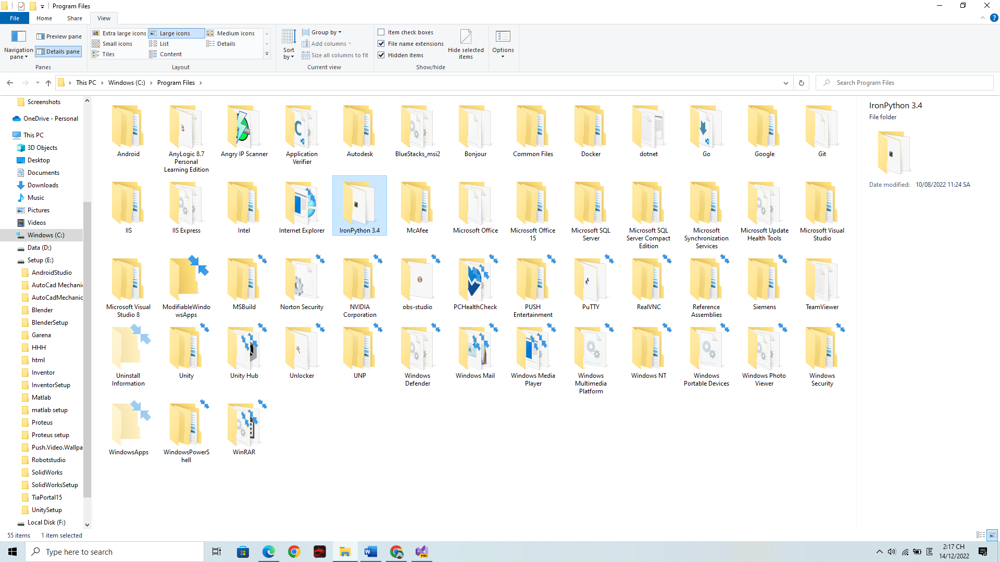 Program Files
File
Home
Share
View
Navigation pane
Preview pane
Details pane
Panes
Extra large icons
Large icons
Medium icons
Small icons
List
Details
Tiles
Content
Layout
Sort by
Group by
Add columns
Size all columns to fit
Current view
Item check boxes
File name extensions
Hidden items
Hide selected items
Show/hide
Options
This PC
Windows (C:)
Program Files
Search Program Files
Screenshots
OneDrive - Personal
This PC
3D Objects
Desktop
Documents
Downloads
Music
Pictures
Videos
Windows (C:)
Data (D:)
Setup (E:)
AndroidStudio
AutoCad Mechani
AutoCadMechanic
Blender
BlenderSetup
Garena
HHH
html
Inventor
InventorSetup
Matlab
matlab setup
Proteus
Proteus setup
Push.Video.Wallpa
Robotstudio
SolidWorks
SolidWorksSetup
TiaPortal15
UnitySetup
Local Disk (F:)
Android
AnyLogic 8.7
Personal
Learning Edition
Angry IP Scanner
Application
Verifier
Autodesk
BlueStacks_msi2
Bonjour
Common Files
Docker
dotnet
Go
Google
Git
IIS
IIS Express
Intel
Internet Explorer
IronPython 3.4
McAfee
Microsoft Office
Microsoft Office
15
Microsoft SQL
Server
Microsoft SQL
Server Compact
Edition
Microsoft
Synchronization
Services
Microsoft Update
Health Tools
Microsoft Visual
Studio
Microsoft Visual
Studio 8
ModifiableWindo
wsApps
MSBuild
Norton Security
NVIDIA
Corporation
obs-studio
PCHealthCheck
PUSH
Entertainment
PuTTY
RealVNC
Reference
Assemblies
Siemens
TeamViewer
Uninstall
Information
Unity
Unity Hub
Unlocker
UNP
Windows
Defender
Windows Mail
Windows Media
Player
Windows
Multimedia
Platform
Windows NT
Windows
Portable Devices
Windows Photo
Viewer
Windows
Security
WindowsApps
WindowsPowerS
hell
WinRAR
IronPython 3.4
File folder
Date modified: 10/08/2022 11:24 SA
55 items
1 item selected
Type here to search
PRE
2:17 CH
14/12/2022